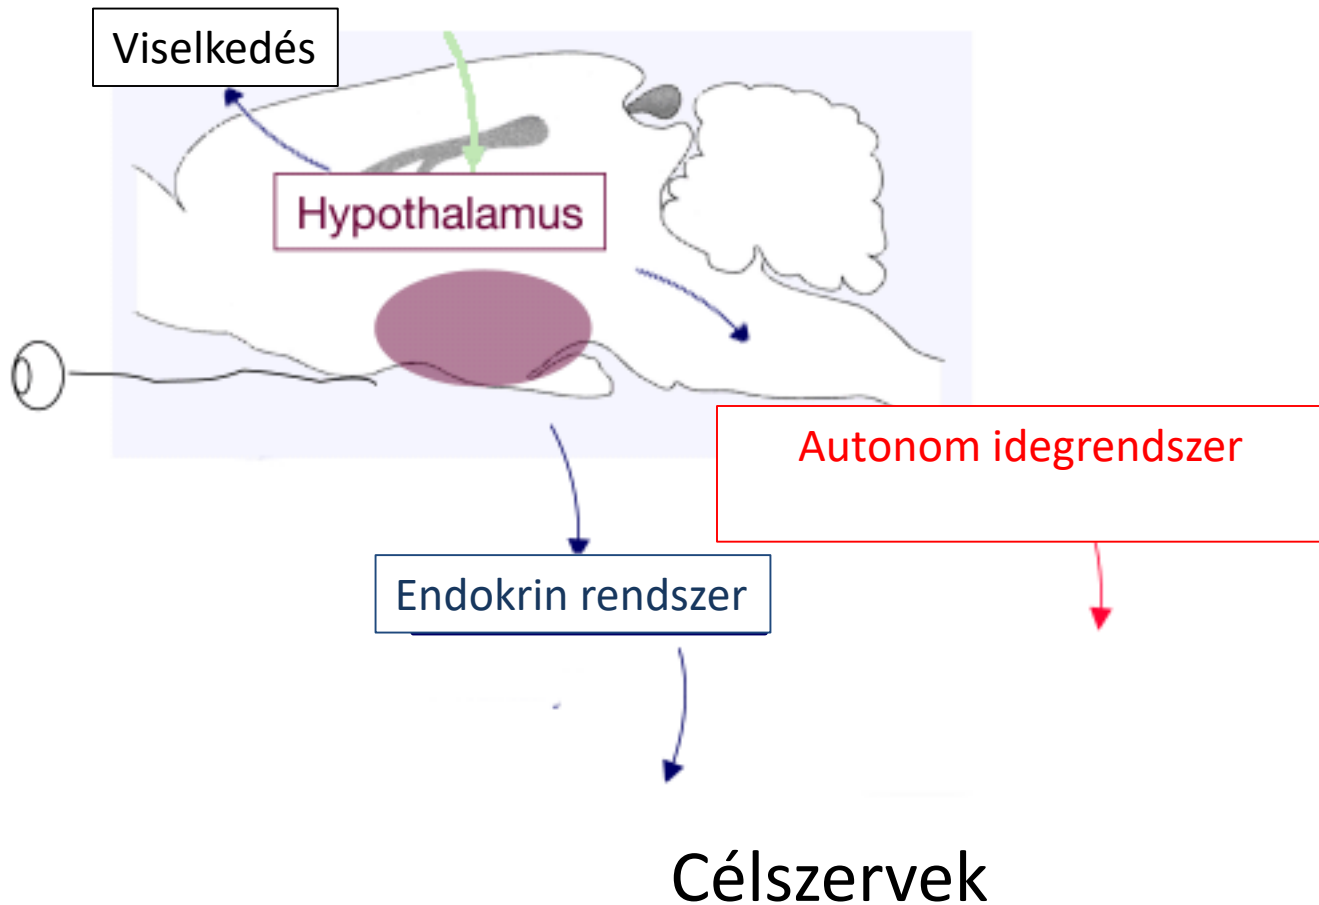 Viselkedés
Hypothalamus
Autonom idegrendszer
Endokrin rendszer
Célszervek